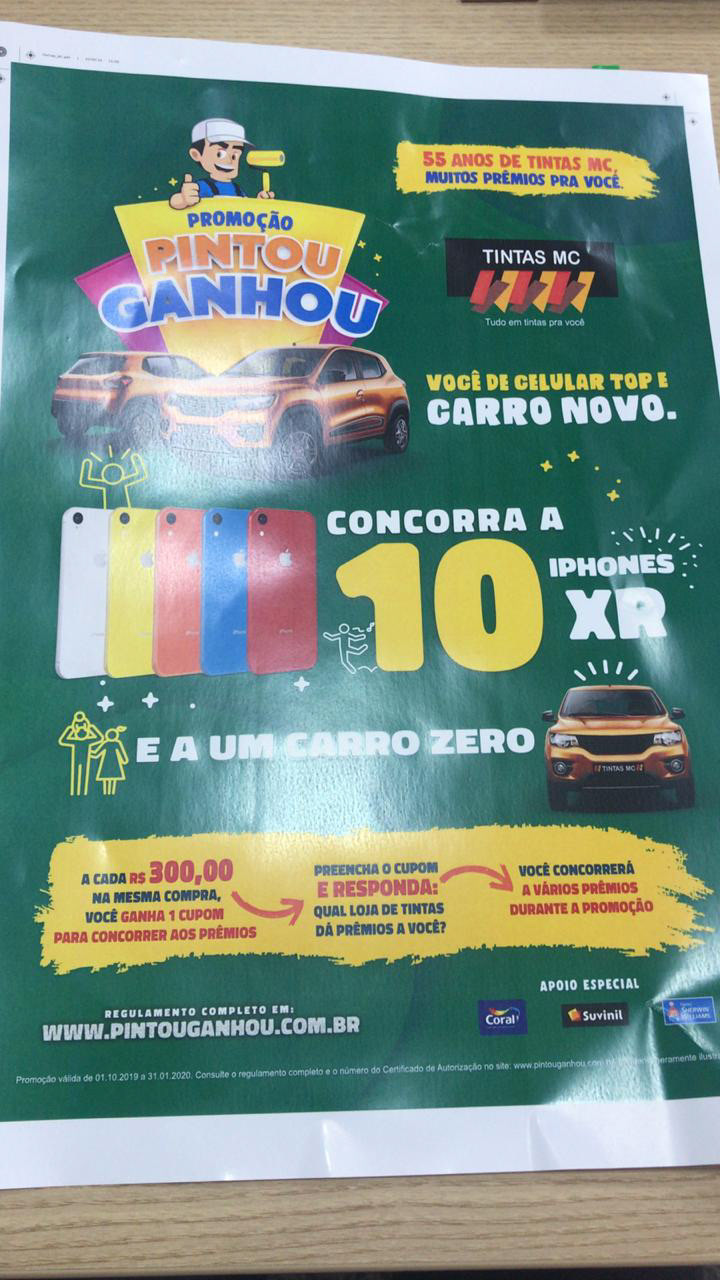 55 ANOS DE TINTAS MC,
MUITOS PRÊMIOS PRA VOCÊ.
PROMOÇÃO
PINTOU
GANHOU
TINTAS MC
Tudo em tintas pra você
VOCÊ DE CELULAR TOP E
CARRO NOVO.
CONCORRA A
10
IPHONES
XR
E A UM CARRO ZERO
TINTAS MC
A CADA R$ 300,00
NA MESMA COMPRA,
VOCÊ GANHA 1 CUPOM
PARA CONCORRER AOS PRÊMIOS
PREENCHA O CUPOM
E RESPONDA:
QUAL LOJA DE TINTAS
DÁ PRÊMIOS A VOCÊ?
VOCÊ CONCORRERÁ
A VÁRIOS PRÊMIOS
DURANTE A PROMOÇÃO
APOIO ESPECIAL
REGULAMENTO COMPLETO EM:
WWW.PINTOUGANHOU.COM.BR
Coral
Suvinil
SHERWIN
WILLIAMS
Promoção válida de 01.10.2019 a 31.01.2020. Consulte o regulamento completo e o número do Certificado de Autorização no site: www.pintouganhou.com